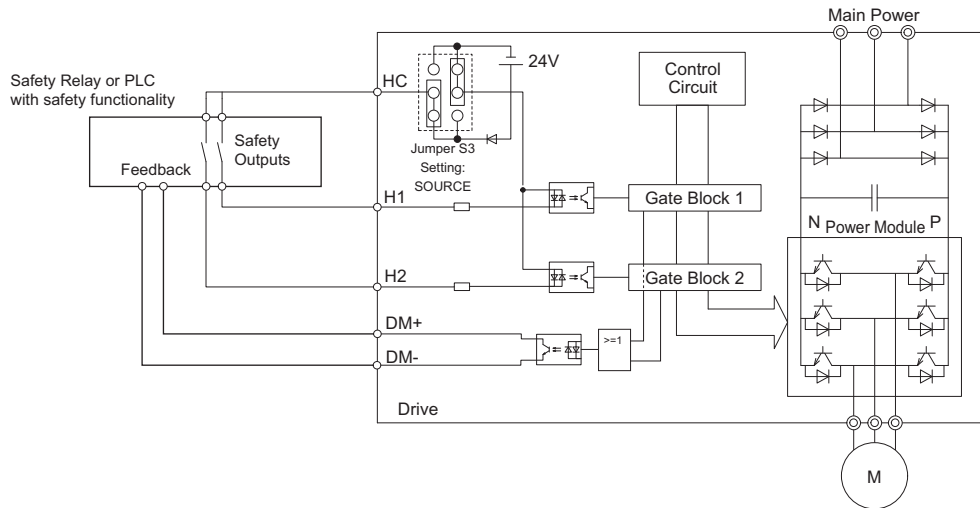 Main Power
Safety Relay or PLC
with safety functionality
HC
24V
Control
Circuit
Safety
Outputs
Feedback
Jumper S3
Setting:
SOURCE
H1
Gate Block 1
N
P
Power Module
H2
Gate Block 2
DM+
>=1
DM-
Drive
M